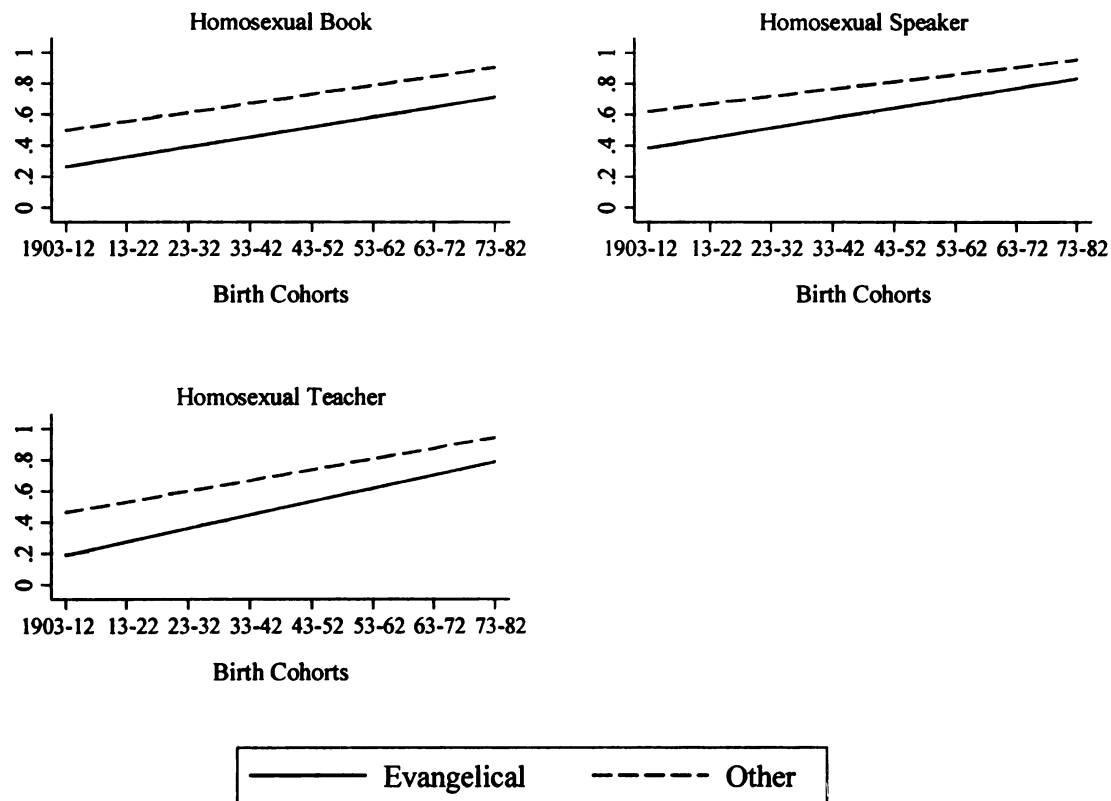 Homosexual Book
1
.8
.6
.4
.2
0
1903-12 13-22 23-32 33-42 43-52 53-62 63-72 73-82
Birth Cohorts
Homosexual Speaker
1
.8
.6
.4
.2
0
1903-12 13-22 23-32 33-42 43-52 53-62 63-72 73-82
Birth Cohorts
Homosexual Teacher
1
.8
.6
.4
.2
0
1903-12 13-22 23-32 33-42 43-52 53-62 63-72 73-82
Birth Cohorts
Evangelical Other